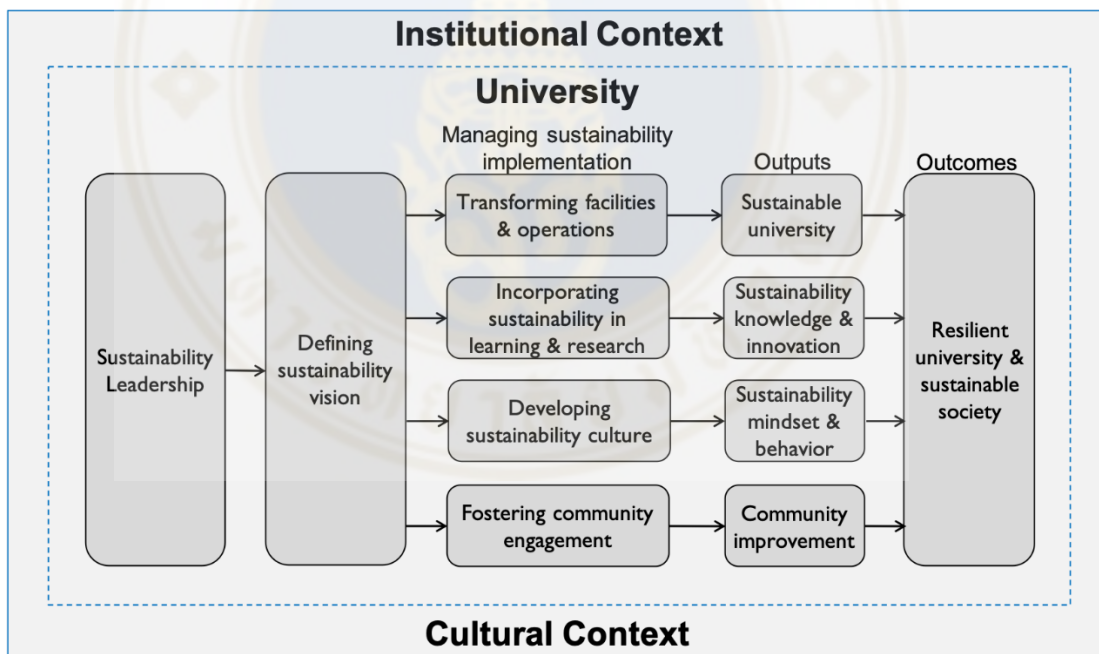 Institutional Context
University
Managing sustainability
implementation
Outputs
Outcomes
Sustainability
Leadership
Defining
sustainability
vision
Transforming facilities
& operations
Sustainable
university
Incorporating
sustainability in
learning & research
Sustainability
knowledge &
innovation
Developing
sustainability culture
Sustainability
mindset &
behavior
Fostering community
engagement
Community
improvement
Resilient
university &
sustainable
society
Cultural Context